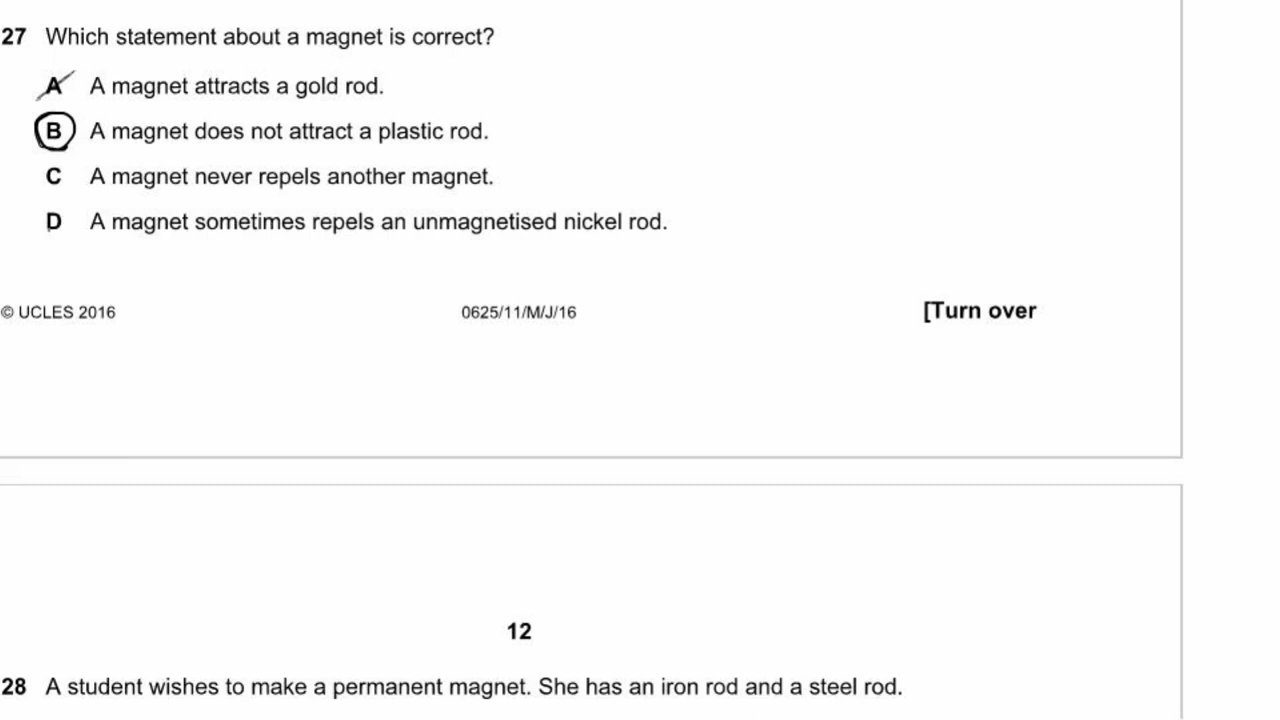 27 Which statement about a magnet is correct?
A A magnet attracts a gold rod.
B A magnet does not attract a plastic rod.
C A magnet never repels another magnet.
D A magnet sometimes repels an unmagnetised nickel rod.
© UCLES 2016 0625/11/M/J/16 [Turn over
12
28 A student wishes to make a permanent magnet. She has an iron rod and a steel rod.